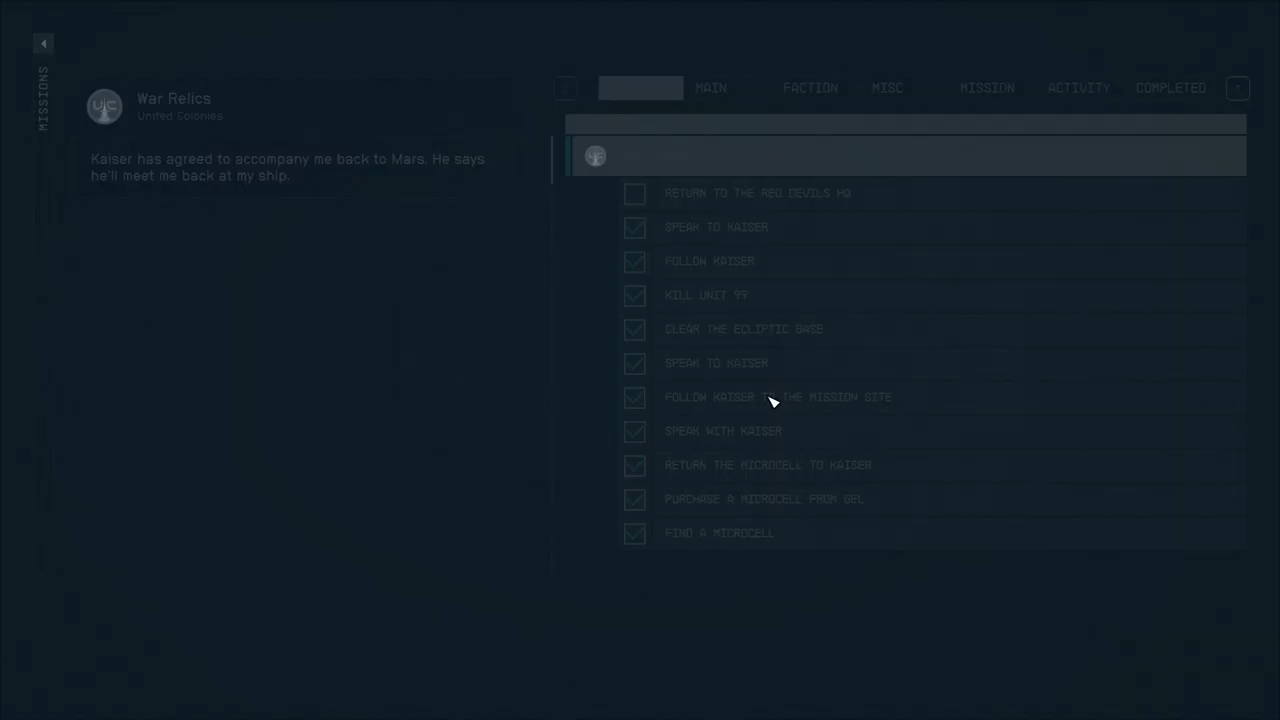 MISSIONS
War Relics
United Colonies
Kaiser has agreed to accompany me back to Mars. He says
he'll meet me back at my ship.
MAIN
FACTION
MISC
MISSION
ACTIVITY
COMPLETED
RETURN TO THE RED DEVILS HQ
SPEAK TO KAISER
FOLLOW KAISER
KILL UNIT 99
CLEAR THE ECLIPTIC BASE
SPEAK TO KAISER
FOLLOW KAISER TO THE MISSION SITE
SPEAK WITH KAISER
RETURN THE MICROCELL TO KAISER
PURCHASE A MICROCELL FROM GEL
FIND A MICROCELL